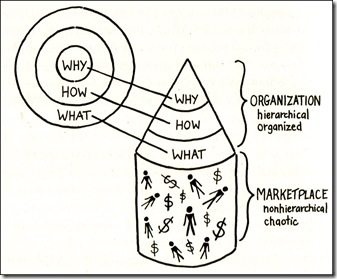 WHY
HOW
WHAT
WHY
HOW
WHAT
ORGANIZATION
hierarchical
organized
MARKETPLACE
nonhierarchical
chaotic